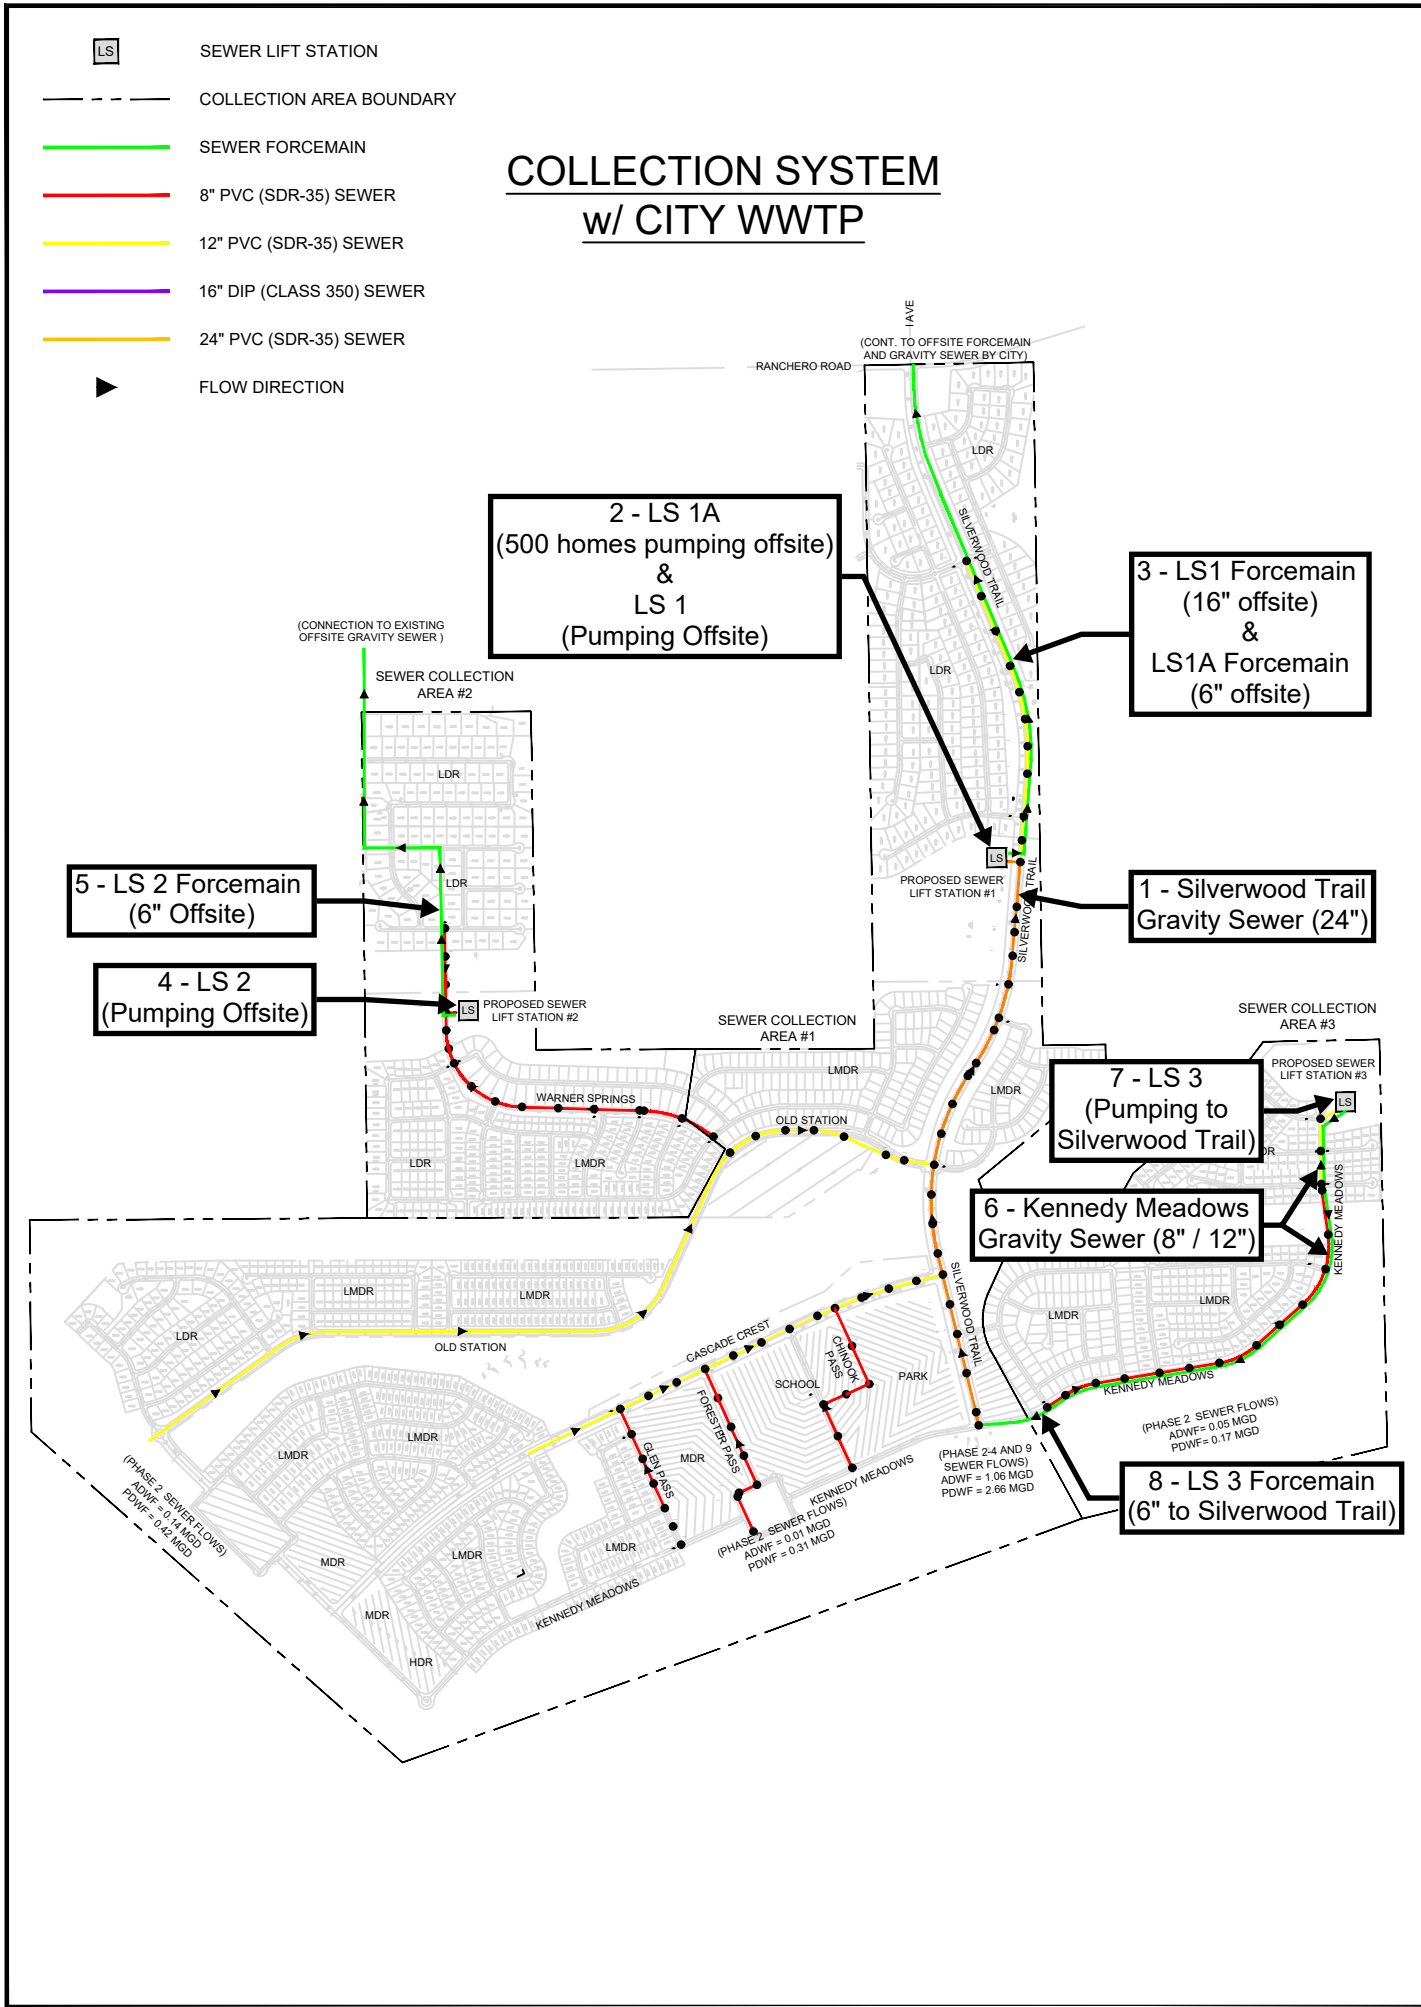 LS
SEWER LIFT STATION
COLLECTION AREA BOUNDARY
SEWER FORCEMAIN
8" PVC (SDR-35) SEWER
12" PVC (SDR-35) SEWER
16" DIP (CLASS 350) SEWER
24" PVC (SDR-35) SEWER
FLOW DIRECTION
COLLECTION SYSTEM
w/ CITY WWTP
I AVE
(CONT. TO OFFSITE FORCEMAIN
AND GRAVITY SEWER BY CITY)
RANCHERO ROAD
LDR
SILVERWOOD TRAIL
LDR
2 - LS 1A
(500 homes pumping offsite)
&
LS 1
(Pumping Offsite)
3 - LS1 Forcemain
(16" offsite)
&
LS1A Forcemain
(6" offsite)
(CONNECTION TO EXISTING
OFFSITE GRAVITY SEWER )
SEWER COLLECTION
AREA #2
LDR
LDR
5 - LS 2 Forcemain
(6" Offsite)
4 - LS 2
(Pumping Offsite)
LS
PROPOSED SEWER
LIFT STATION #2
LS
PROPOSED SEWER
LIFT STATION #1
SILVERWOOD TRAIL
1 - Silverwood Trail
Gravity Sewer (24")
SEWER COLLECTION
AREA #1
SEWER COLLECTION
AREA #3
PROPOSED SEWER
LIFT STATION #3
LS
7 - LS 3
(Pumping to
Silverwood Trail)
LMDR
LMDR
WARNER SPRINGS
OLD STATION
LDR
LMDR
DR
KENNEDY MEADOWS
6 - Kennedy Meadows
Gravity Sewer (8" / 12")
LMDR
LMDR
LDR
LMDR
LMDR
OLD STATION
SILVERWOOD TRAIL
CASCADE CREST
CHINOOK
PASS
SCHOOL
PARK
FORESTER PASS
GLEN PASS
MDR
KENNEDY MEADOWS
KENNEDY MEADOWS
(PHASE 2 SEWER FLOWS)
ADWF= 0.05 MGD
PDWF= 0.17 MGD
(PHASE 2-4 AND 9
SEWER FLOWS)
ADWF = 1.06 MGD
PDWF = 2.66 MGD
8 - LS 3 Forcemain
(6" to Silverwood Trail)
(PHASE 2 SEWER FLOWS)
ADWF = 0.14 MGD
PDWF = 0.42 MGD
LMDR
LMDR
LMDR
LMDR
(PHASE 2 SEWER FLOWS)
ADWF = 0.01 MGD
PDWF = 0.31 MGD
KENNEDY MEADOWS
MDR
MDR
HDR